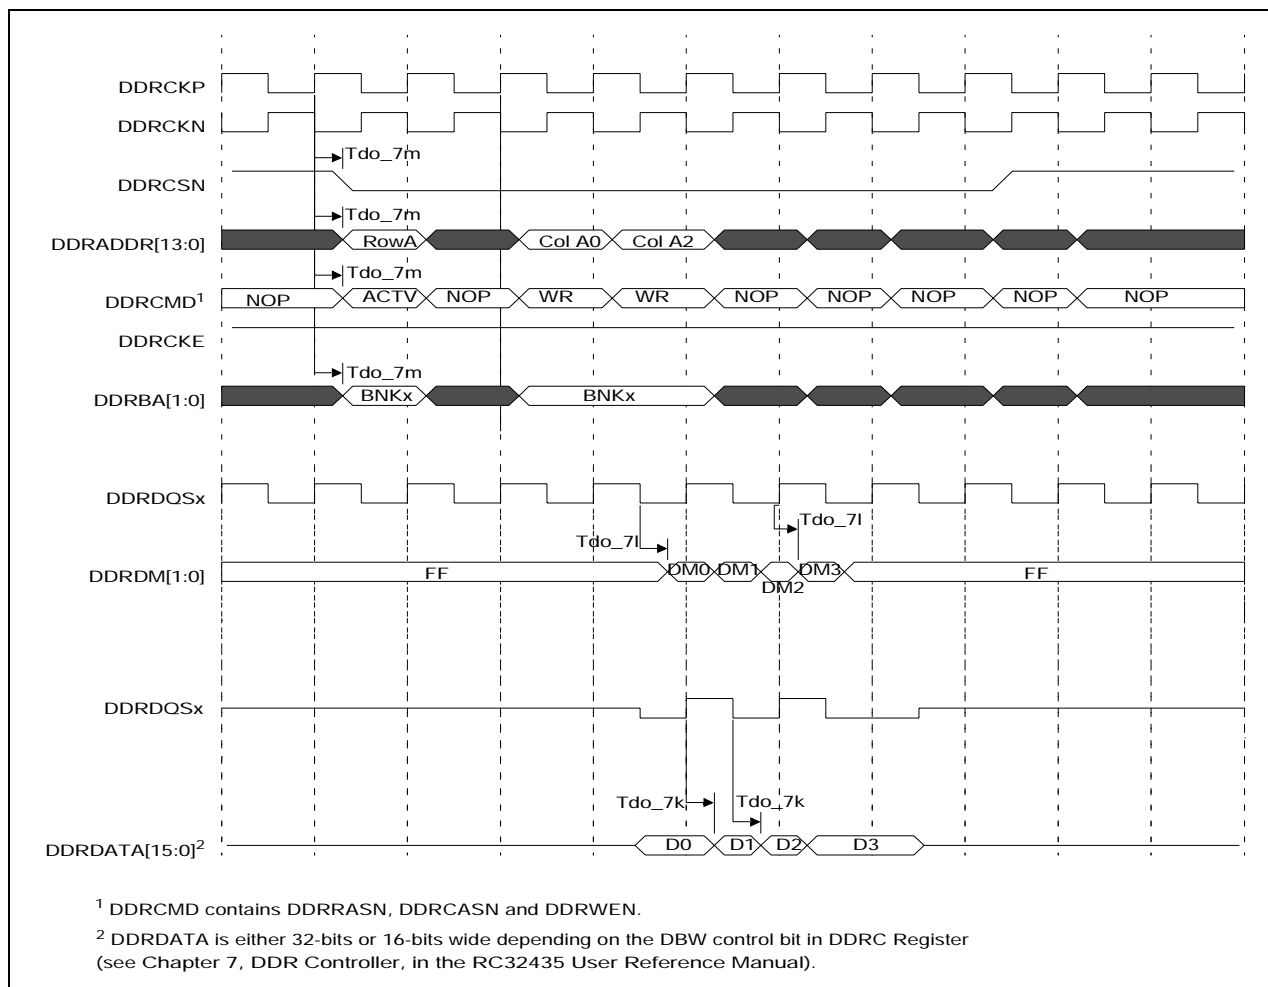 DDRCKP
DDRCKN
Tdo_7m
DDRCSN
Tdo_7m
DDRADDR[13:0] RowA Col A0 Col A2
Tdo_7m
DDRCMD1 NOP ACTV NOP WR WR NOP NOP NOP NOP NOP
DDRCKE
Tdo_7m
DDRBA[1:0] BNKx BNKx
DDRDQSx
Tdo_7l Tdo_7l
DDRDM[1:0] FF DM0 DM1 DM2 DM3 FF
DDRDQSx
Tdo_7k Tdo_7k
DDRDATA[15:0]2 D0 D1 D2 D3
1 DDRCMD contains DDRRASN, DDRCASN and DDRWEN.
2 DDRDATA is either 32-bits or 16-bits wide depending on the DBW control bit in DDRC Register
(see Chapter 7, DDR Controller, in the RC32435 User Reference Manual).